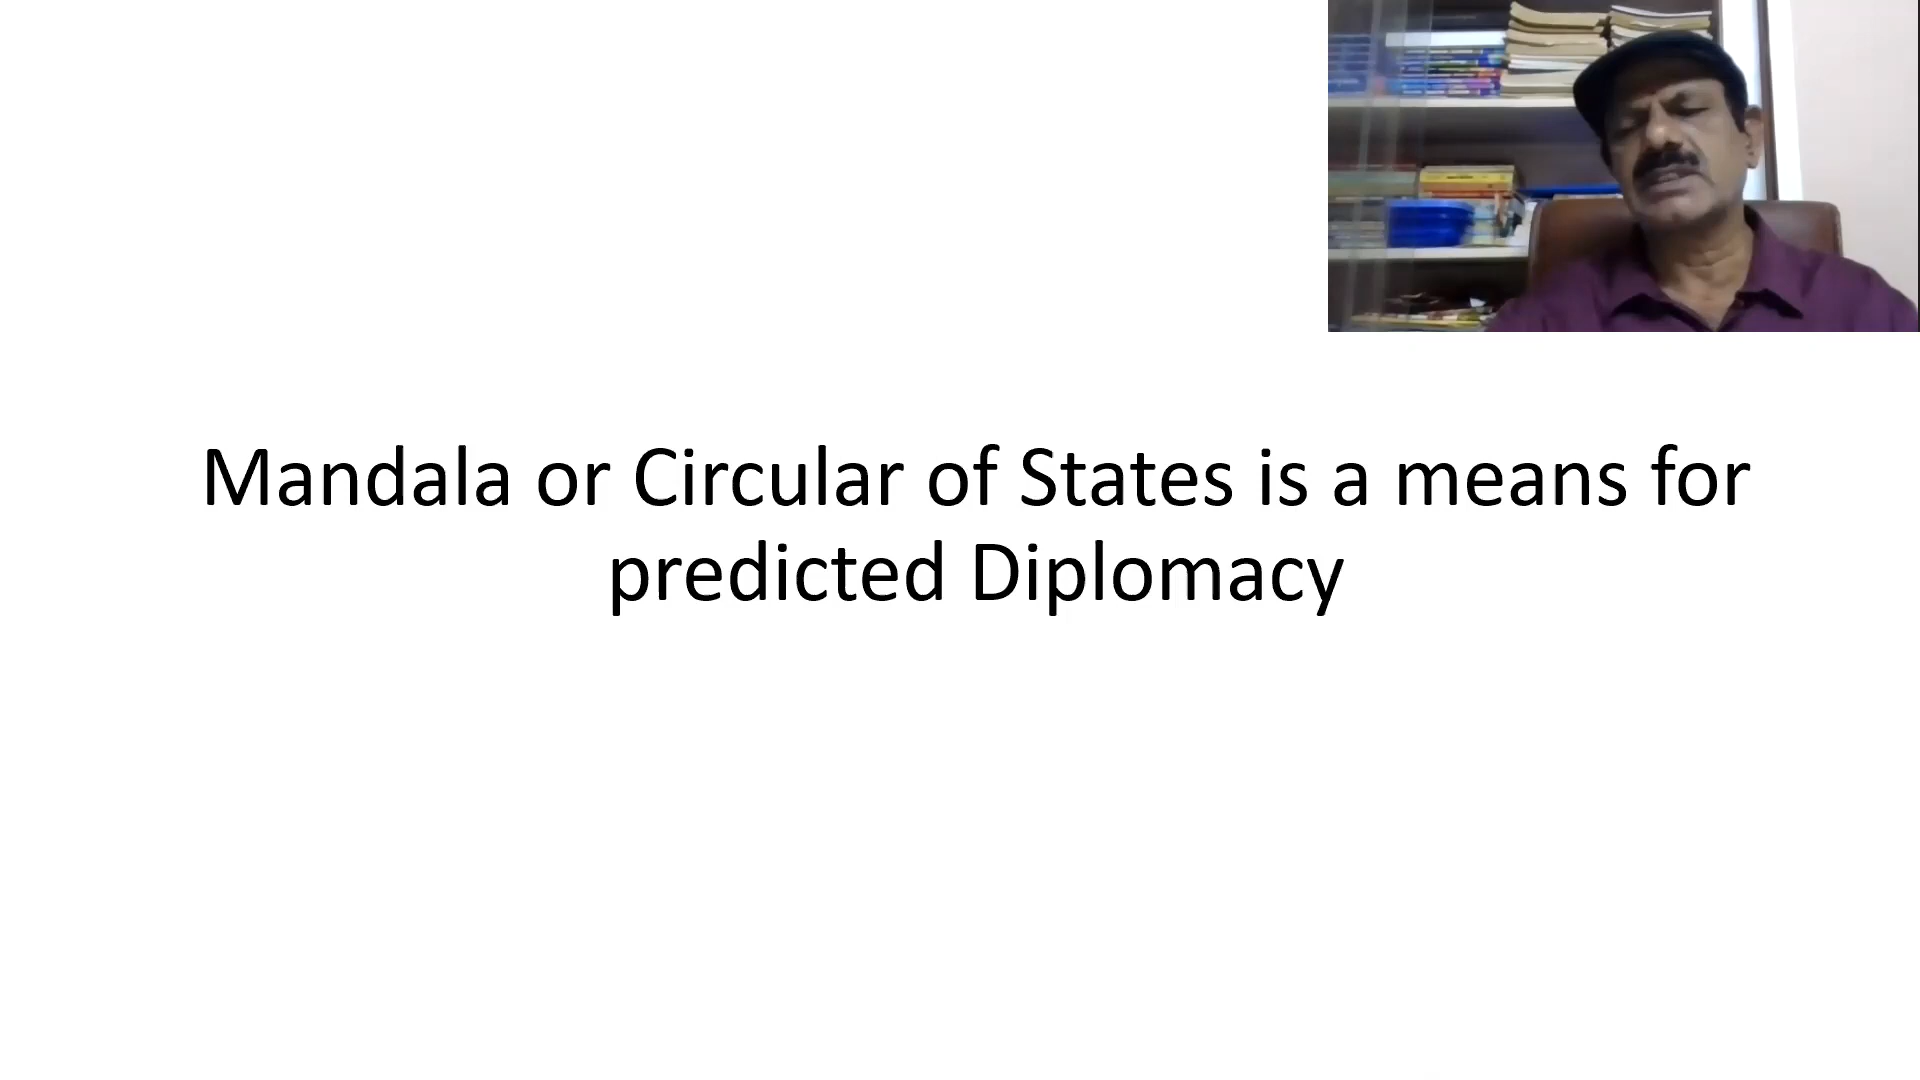 Mandala or Circular of States is a means for
predicted Diplomacy